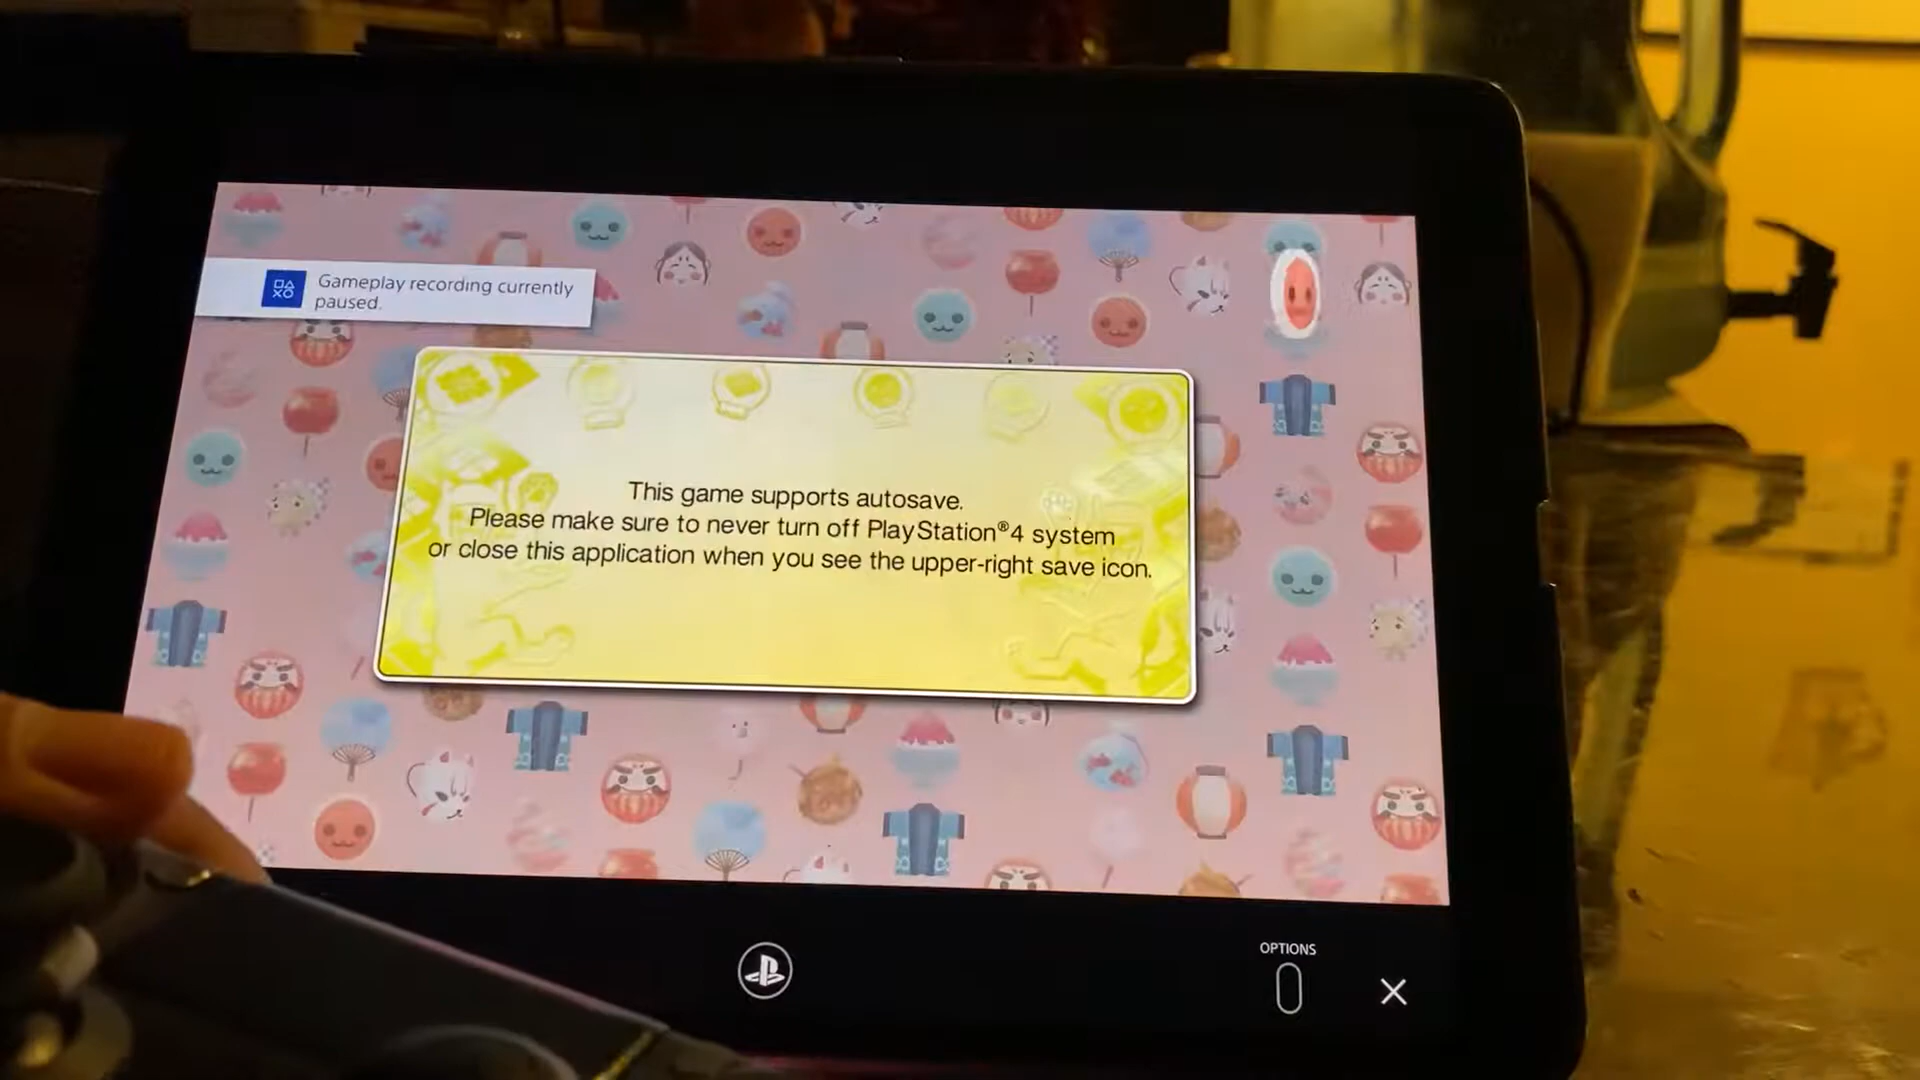 Gameplay recording currently
paused.
This game supports autosave.
Please make sure to never turn off PlayStation®4 system
or close this application when you see the upper-right save icon.
OPTIONS